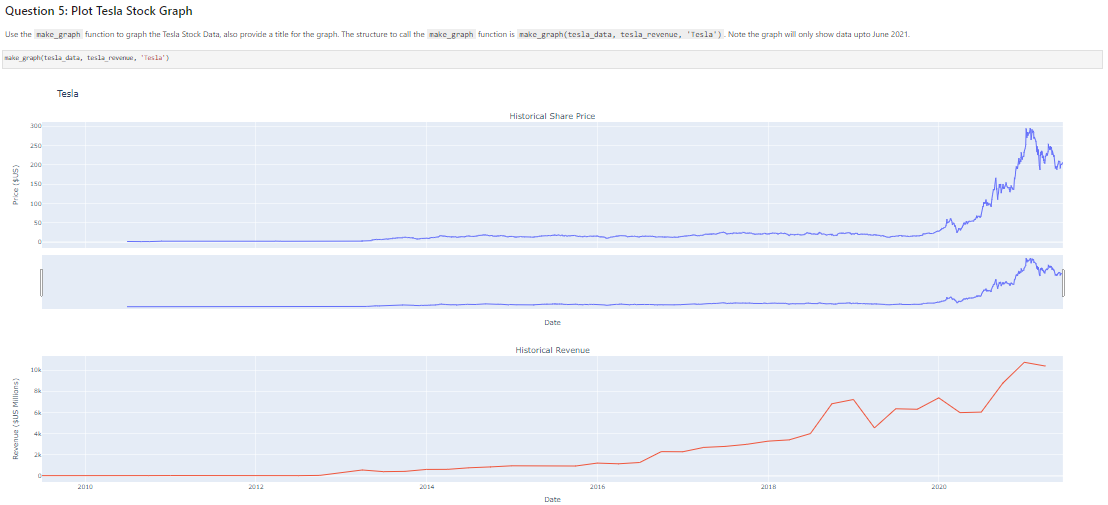 Question 5: Plot Tesla Stock Graph
Use the make_graph function to graph the Tesla Stock Data, also provide a title for the graph. The structure to call the make_graph function is make_graph(tesla_data, tesla_revenue, 'Tesla'). Note the graph will only show data upto June 2021.
make_graph(tesla_data, tesla_revenue, 'Tesla')
Tesla
Historical Share Price
300
250
200
150
100
50
0
Price ($US)
Date
Historical Revenue
10k
8k
6k
4k
2k
0
Revenue ($US Millions)
2010 2012 2014 2016 2018 2020
Date